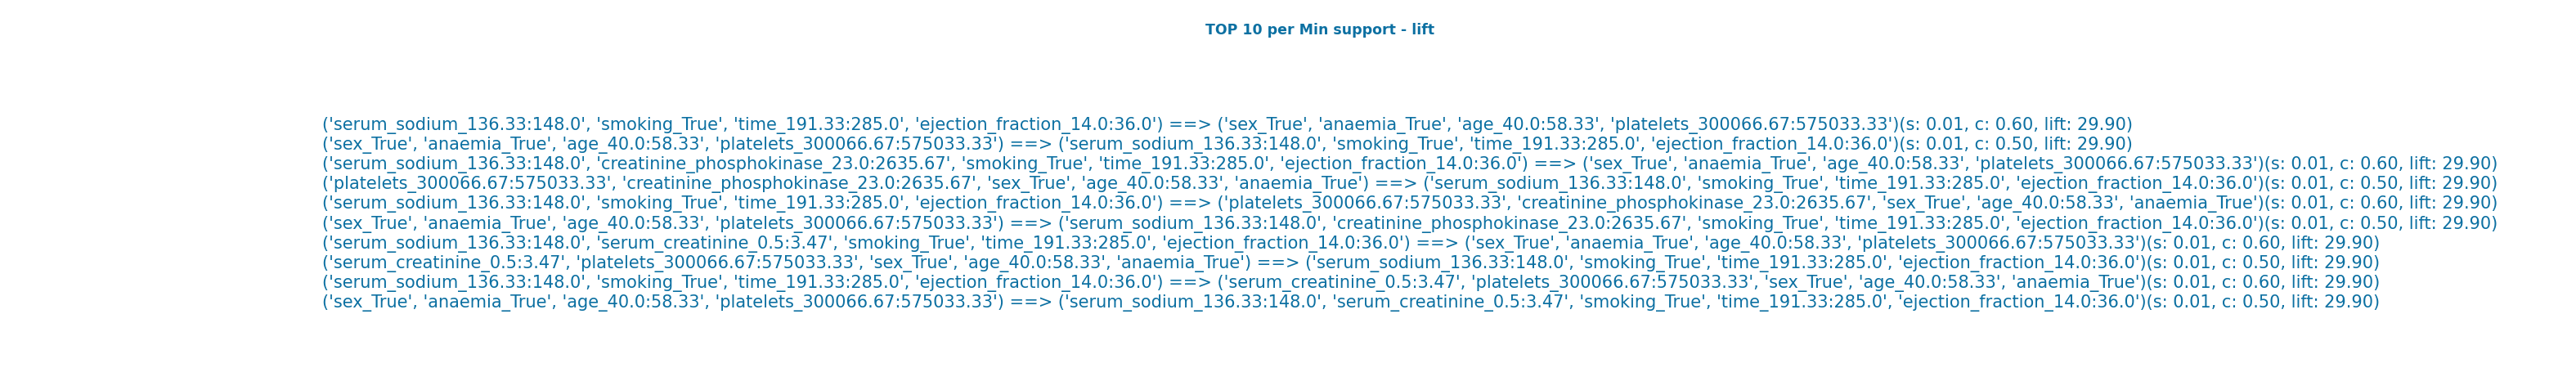 TOP 10 per Min support - lift
('serum_sodium_136.33:148.0', 'smoking_True', 'time_191.33:285.0', 'ejection_fraction_14.0:36.0') ==> ('sex_True', 'anaemia_True', 'age_40.0:58.33', 'platelets_300066.67:575033.33')(s: 0.01, c: 0.60, lift: 29.90)
('sex_True', 'anaemia_True', 'age_40.0:58.33', 'platelets_300066.67:575033.33') ==> ('serum_sodium_136.33:148.0', 'smoking_True', 'time_191.33:285.0', 'ejection_fraction_14.0:36.0')(s: 0.01, c: 0.50, lift: 29.90)
('serum_sodium_136.33:148.0', 'creatinine_phosphokinase_23.0:2635.67', 'smoking_True', 'time_191.33:285.0', 'ejection_fraction_14.0:36.0') ==> ('sex_True', 'anaemia_True', 'age_40.0:58.33', 'platelets_300066.67:575033.33')(s: 0.01, c: 0.60, lift: 29.90)
('platelets_300066.67:575033.33', 'creatinine_phosphokinase_23.0:2635.67', 'sex_True', 'age_40.0:58.33', 'anaemia_True') ==> ('serum_sodium_136.33:148.0', 'smoking_True', 'time_191.33:285.0', 'ejection_fraction_14.0:36.0')(s: 0.01, c: 0.50, lift: 29.90)
('serum_sodium_136.33:148.0', 'smoking_True', 'time_191.33:285.0', 'ejection_fraction_14.0:36.0') ==> ('platelets_300066.67:575033.33', 'creatinine_phosphokinase_23.0:2635.67', 'sex_True', 'age_40.0:58.33', 'anaemia_True')(s: 0.01, c: 0.60, lift: 29.90)
('sex_True', 'anaemia_True', 'age_40.0:58.33', 'platelets_300066.67:575033.33') ==> ('serum_sodium_136.33:148.0', 'creatinine_phosphokinase_23.0:2635.67', 'smoking_True', 'time_191.33:285.0', 'ejection_fraction_14.0:36.0')(s: 0.01, c: 0.50, lift: 29.90)
('serum_sodium_136.33:148.0', 'serum_creatinine_0.5:3.47', 'smoking_True', 'time_191.33:285.0', 'ejection_fraction_14.0:36.0') ==> ('sex_True', 'anaemia_True', 'age_40.0:58.33', 'platelets_300066.67:575033.33')(s: 0.01, c: 0.60, lift: 29.90)
('serum_creatinine_0.5:3.47', 'platelets_300066.67:575033.33', 'sex_True', 'age_40.0:58.33', 'anaemia_True') ==> ('serum_sodium_136.33:148.0', 'smoking_True', 'time_191.33:285.0', 'ejection_fraction_14.0:36.0')(s: 0.01, c: 0.50, lift: 29.90)
('serum_sodium_136.33:148.0', 'smoking_True', 'time_191.33:285.0', 'ejection_fraction_14.0:36.0') ==> ('serum_creatinine_0.5:3.47', 'platelets_300066.67:575033.33', 'sex_True', 'age_40.0:58.33', 'anaemia_True')(s: 0.01, c: 0.60, lift: 29.90)
('sex_True', 'anaemia_True', 'age_40.0:58.33', 'platelets_300066.67:575033.33') ==> ('serum_sodium_136.33:148.0', 'serum_creatinine_0.5:3.47', 'smoking_True', 'time_191.33:285.0', 'ejection_fraction_14.0:36.0')(s: 0.01, c: 0.50, lift: 29.90)